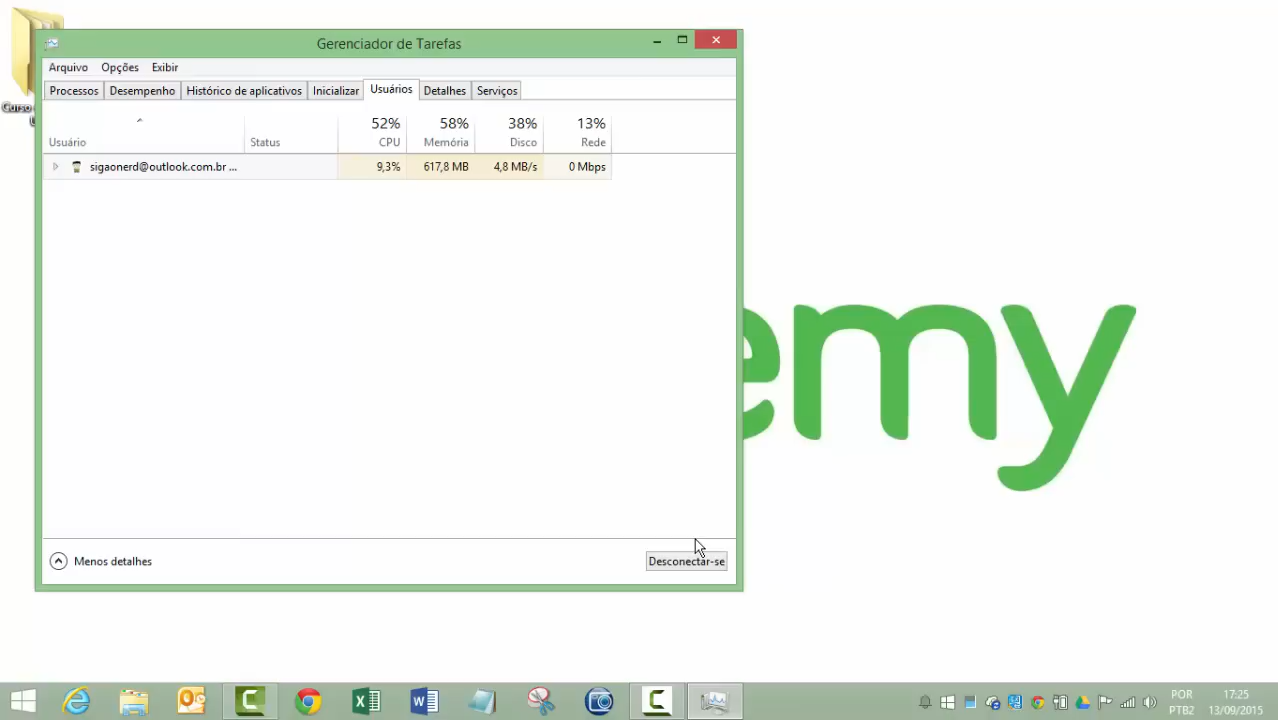 Gerenciador de Tarefas
Arquivo Opções Exibir
Processos Desempenho Histórico de aplicativos Inicializar Usuários Detalhes Serviços
52% 58% 38% 13%
Usuário Status CPU Memória Disco Rede
sigaonerd@outlook.com.br ... 9,3% 617,8 MB 4,8 MB/s 0 Mbps
Curso
emy
Menos detalhes Desconectar-se
POR 17:25
PTB2 13/09/2015